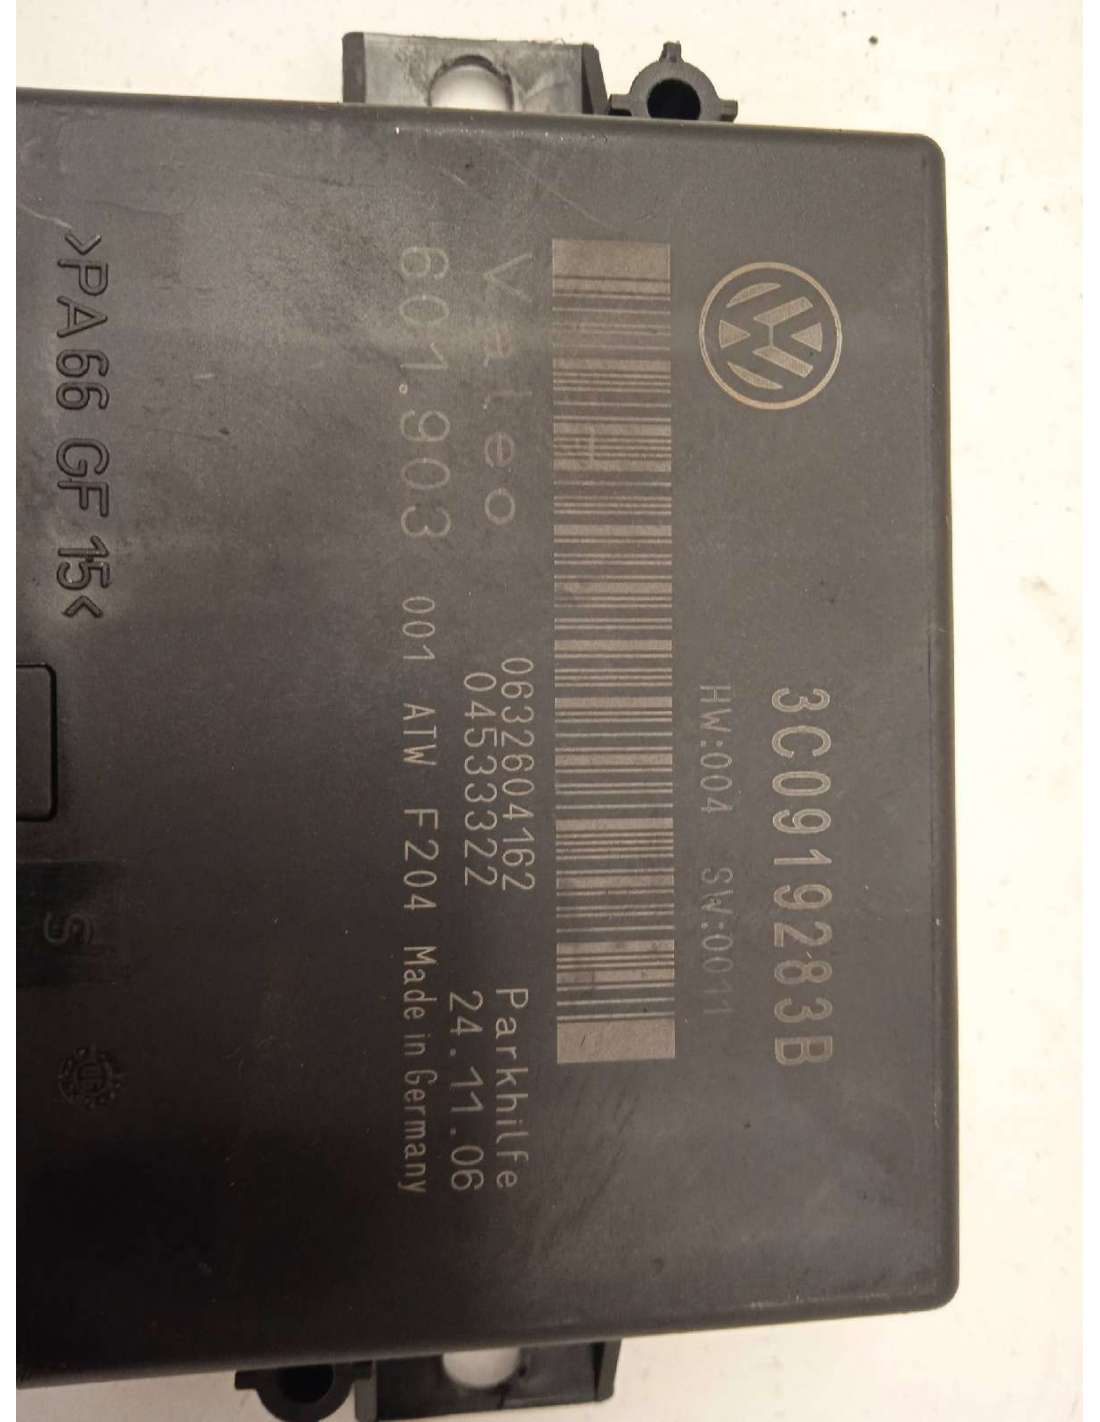 3C0919283B
HW:004 SW:0011
0632604162 Parkhilfe
Valeo 04533322 24.11.06
601.903 001 ATW F204 Made in Germany
>PA66 GF 15<
S